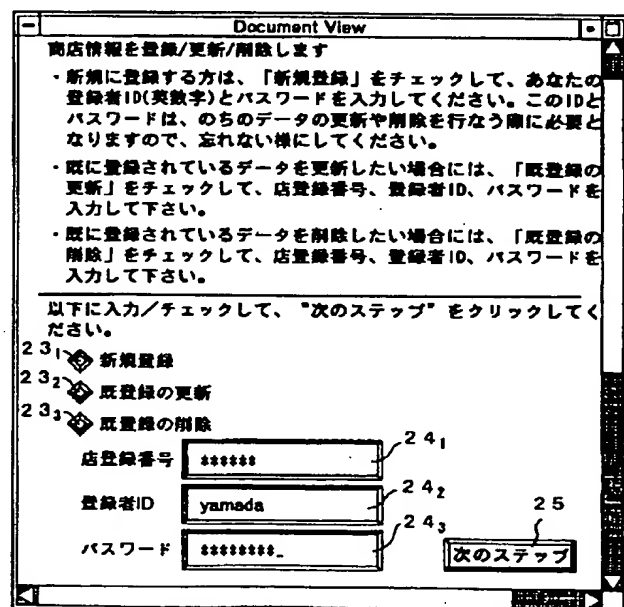 Document View
商店情報を登録/更新/削除します
・新規に登録する方は、「新規登録」をチェックして、あなたの
登録者ID(英数字)とパスワードを入力してください。このIDと
パスワードは、のちのデータの更新や削除を行なう際に必要と
なりますので、忘れない様にしてください。
・既に登録されているデータを更新したい場合には、「既登録の
更新」をチェックして、店登録番号、登録者ID、パスワードを
入力して下さい。
・既に登録されているデータを削除したい場合には、「既登録の
削除」をチェックして、店登録番号、登録者ID、パスワードを
入力して下さい。
以下に入力/チェックして、"次のステップ"をクリックしてく
ださい。
23₁ 新規登録
23₂ 既登録の更新
23₃ 既登録の削除
店登録番号 ****** 24₁
登録者ID yamada 24₂
パスワード ********_ 24₃
25
次のステップ